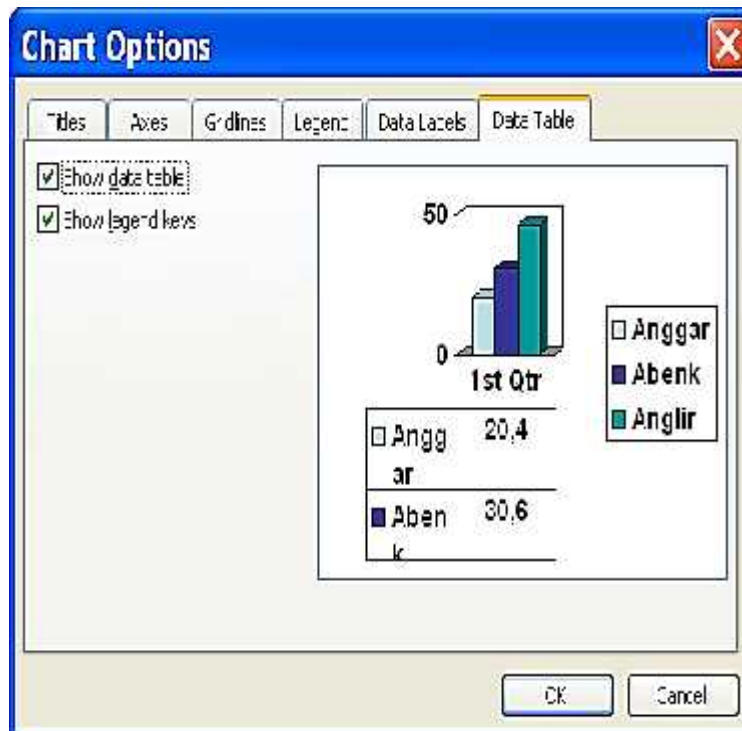 Chart Options
Titles Axes Gridlines Legend Data Labels Data Table
Show data table
Show legend keys
50
0
1st Qtr
Anggar
Abenk
Anglir
Angg
ar
20,4
Aben
k
30,6
OK Cancel